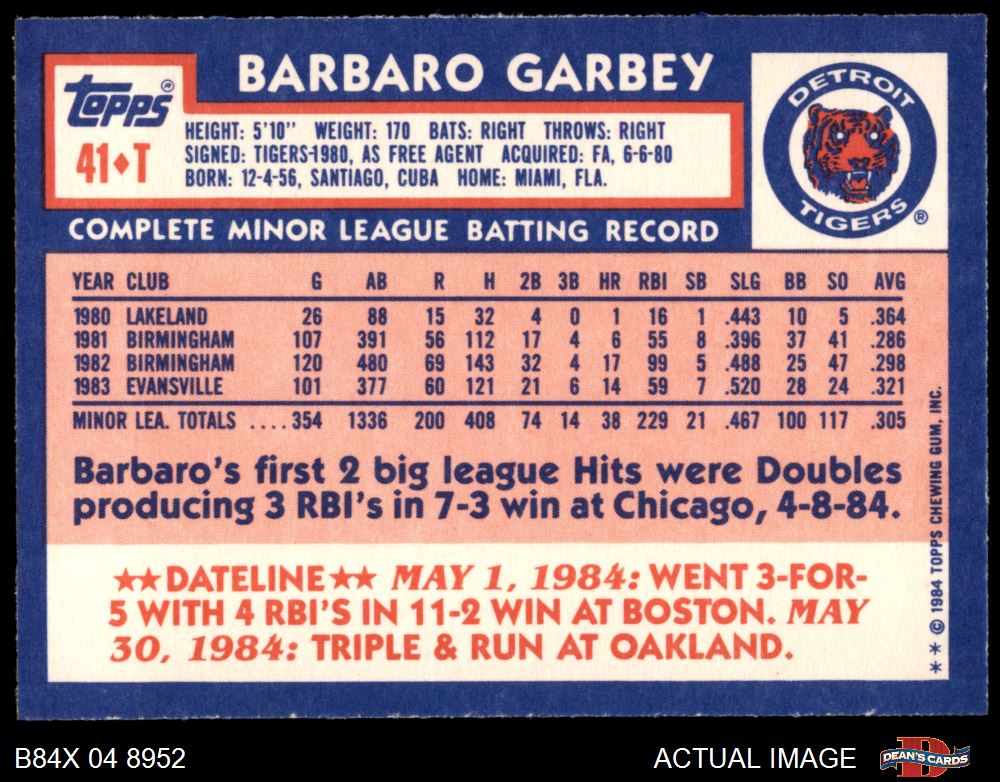 BARBARO GARBEY
Topps®
41♦T
HEIGHT: 5'10" WEIGHT: 170 BATS: RIGHT THROWS: RIGHT
SIGNED: TIGERS-1980, AS FREE AGENT ACQUIRED: FA, 6-6-80
BORN: 12-4-56, SANTIAGO, CUBA HOME: MIAMI, FLA.
DETROIT
TIGERS®
COMPLETE MINOR LEAGUE BATTING RECORD
YEAR CLUB G AB R H 2B 3B HR RBI SB SLG BB SO AVG
1980 LAKELAND 26 88 15 32 4 0 1 16 1 .443 10 5 .364
1981 BIRMINGHAM 107 391 56 112 17 4 6 55 8 .396 37 41 .286
1982 BIRMINGHAM 120 480 69 143 32 4 17 99 5 .488 25 47 .298
1983 EVANSVILLE 101 377 60 121 21 6 14 59 7 .520 28 24 .321
MINOR LEA. TOTALS ....354 1336 200 408 74 14 38 229 21 .467 100 117 .305
Barbaro's first 2 big league Hits were Doubles
producing 3 RBI's in 7-3 win at Chicago, 4-8-84.
★★DATELINE★★ MAY 1, 1984: WENT 3-FOR-
5 WITH 4 RBI'S IN 11-2 WIN AT BOSTON. MAY
30, 1984: TRIPLE & RUN AT OAKLAND.
** © 1984 TOPPS CHEWING GUM, INC.
B84X 04 8952
ACTUAL IMAGE
DEAN'S CARDS